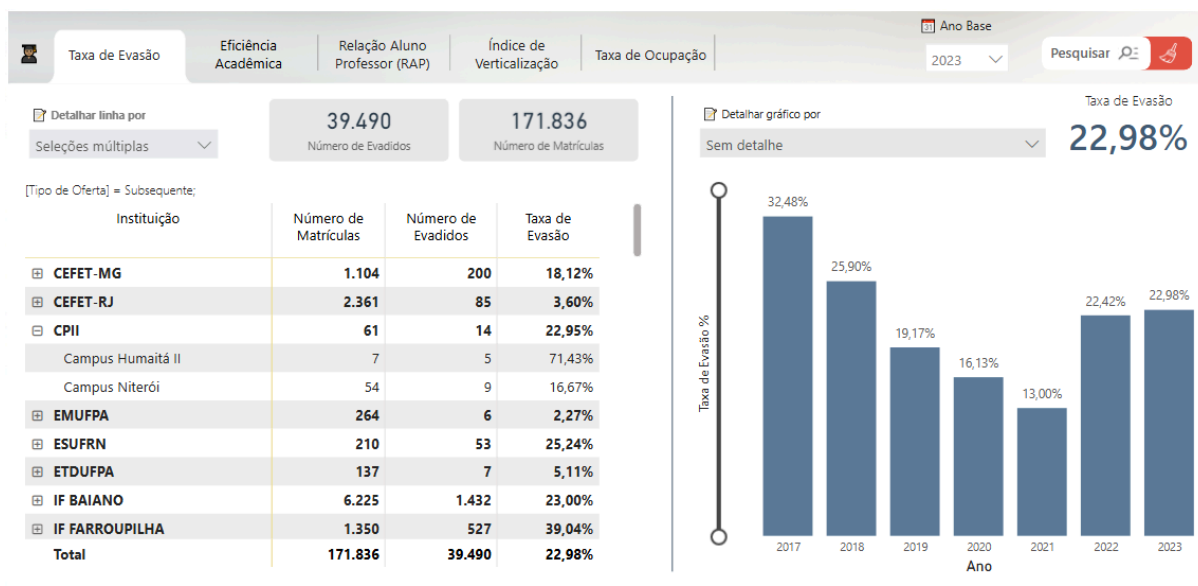 Taxa de Evasão
Eficiência
Acadêmica
Relação Aluno
Professor (RAP)
Índice de
Verticalização
Taxa de Ocupação
Ano Base
2023
Pesquisar
Detalhar linha por
Seleções múltiplas
39.490
Número de Evadidos
171.836
Número de Matrículas
[Tipo de Oferta] = Subsequente;
Instituição Número de Matrículas Número de Evadidos Taxa de Evasão
CEFET-MG 1.104 200 18,12%
CEFET-RJ 2.361 85 3,60%
CPII 61 14 22,95%
Campus Humaitá II 7 5 71,43%
Campus Niterói 54 9 16,67%
EMUFPA 264 6 2,27%
ESUFRN 210 53 25,24%
ETDUFPA 137 7 5,11%
IF BAIANO 6.225 1.432 23,00%
IF FARROUPILHA 1.350 527 39,04%
Total 171.836 39.490 22,98%
Detalhar gráfico por
Sem detalhe
Taxa de Evasão
22,98%
Taxa de Evasão %
32,48%
25,90%
19,17%
16,13%
13,00%
22,42%
22,98%
2017 2018 2019 2020 2021 2022 2023
Ano